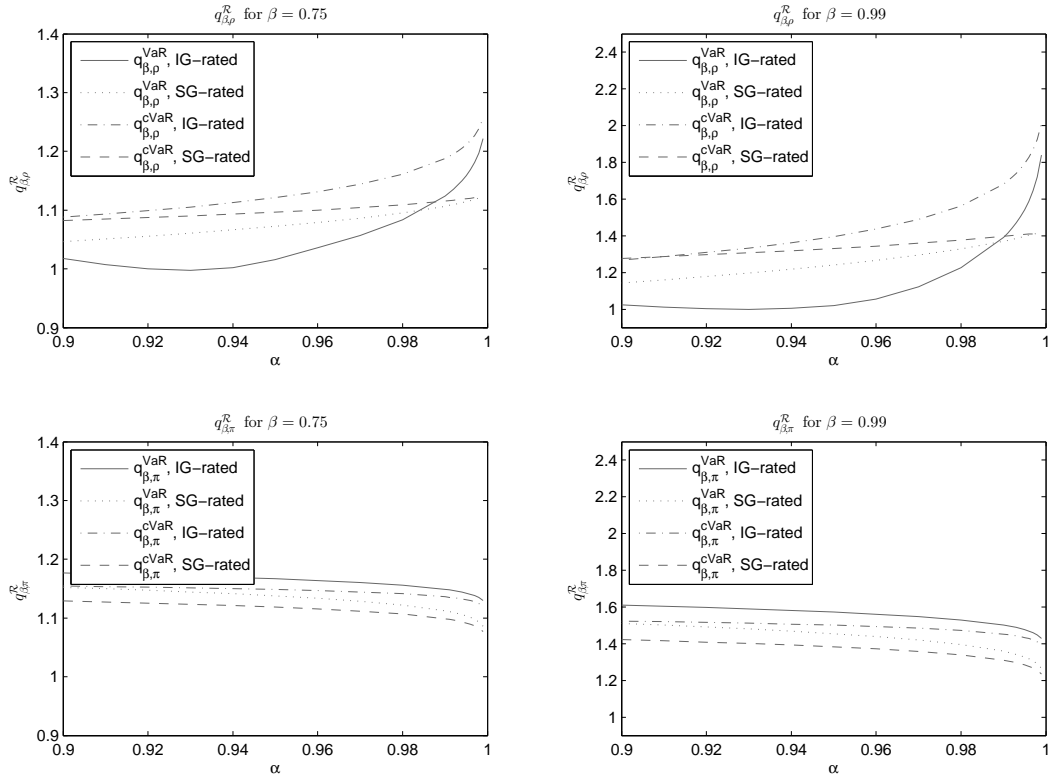 q^R_{β,ρ} for β = 0.75
1.4
1.3
1.2
1.1
1
0.9
q^R_{β,ρ}
q^VaR_{β,ρ}, IG−rated
q^VaR_{β,ρ}, SG−rated
q^cVaR_{β,ρ}, IG−rated
q^cVaR_{β,ρ}, SG−rated
0.9 0.92 0.94 0.96 0.98 1
α
q^R_{β,ρ} for β = 0.99
2.4
2.2
2
1.8
1.6
1.4
1.2
1
q^R_{β,ρ}
q^VaR_{β,ρ}, IG−rated
q^VaR_{β,ρ}, SG−rated
q^cVaR_{β,ρ}, IG−rated
q^cVaR_{β,ρ}, SG−rated
0.9 0.92 0.94 0.96 0.98 1
α
q^R_{β,π} for β = 0.75
1.4
1.3
1.2
1.1
1
0.9
q^R_{β,π}
q^VaR_{β,π}, IG−rated
q^VaR_{β,π}, SG−rated
q^cVaR_{β,π}, IG−rated
q^cVaR_{β,π}, SG−rated
0.9 0.92 0.94 0.96 0.98 1
α
q^R_{β,π} for β = 0.99
2.4
2.2
2
1.8
1.6
1.4
1.2
1
q^R_{β,π}
q^VaR_{β,π}, IG−rated
q^VaR_{β,π}, SG−rated
q^cVaR_{β,π}, IG−rated
q^cVaR_{β,π}, SG−rated
0.9 0.92 0.94 0.96 0.98 1
α